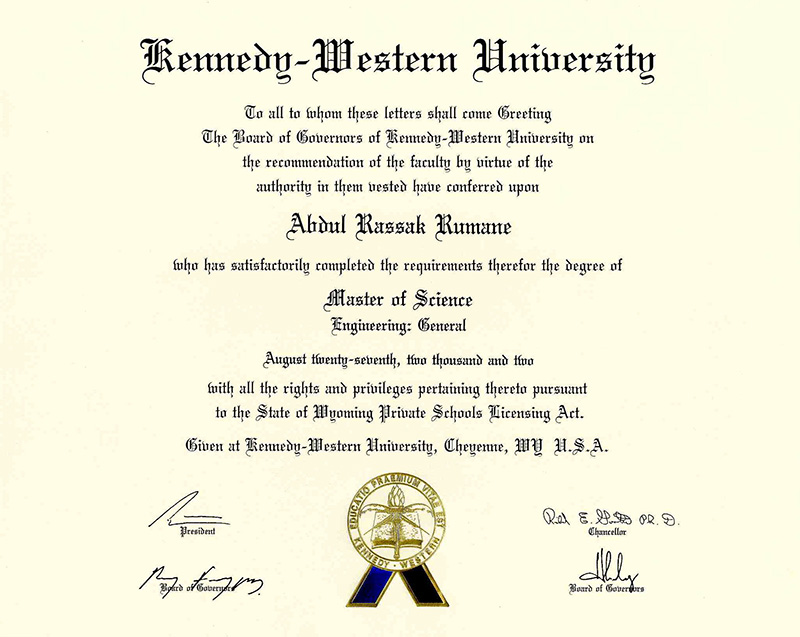 Kennedy-Western University
To all to whom these letters shall come Greeting
The Board of Governors of Kennedy-Western University on
the recommendation of the faculty by virtue of the
authority in them vested have conferred upon
Abdul Rassak Rumane
who has satisfactorily completed the requirements therefor the degree of
Master of Science
Engineering: General
August twenty-seventh, two thousand and two
with all the rights and privileges pertaining thereto pursuant
to the State of Wyoming Private Schools Licensing Act.
Given at Kennedy-Western University, Cheyenne, WY U.S.A.
EDUCATIO PRAEMIUM VITAE EST
KENNEDY · WESTERN
President
Ph. D.
Chancellor
Board of Governors
Board of Governors